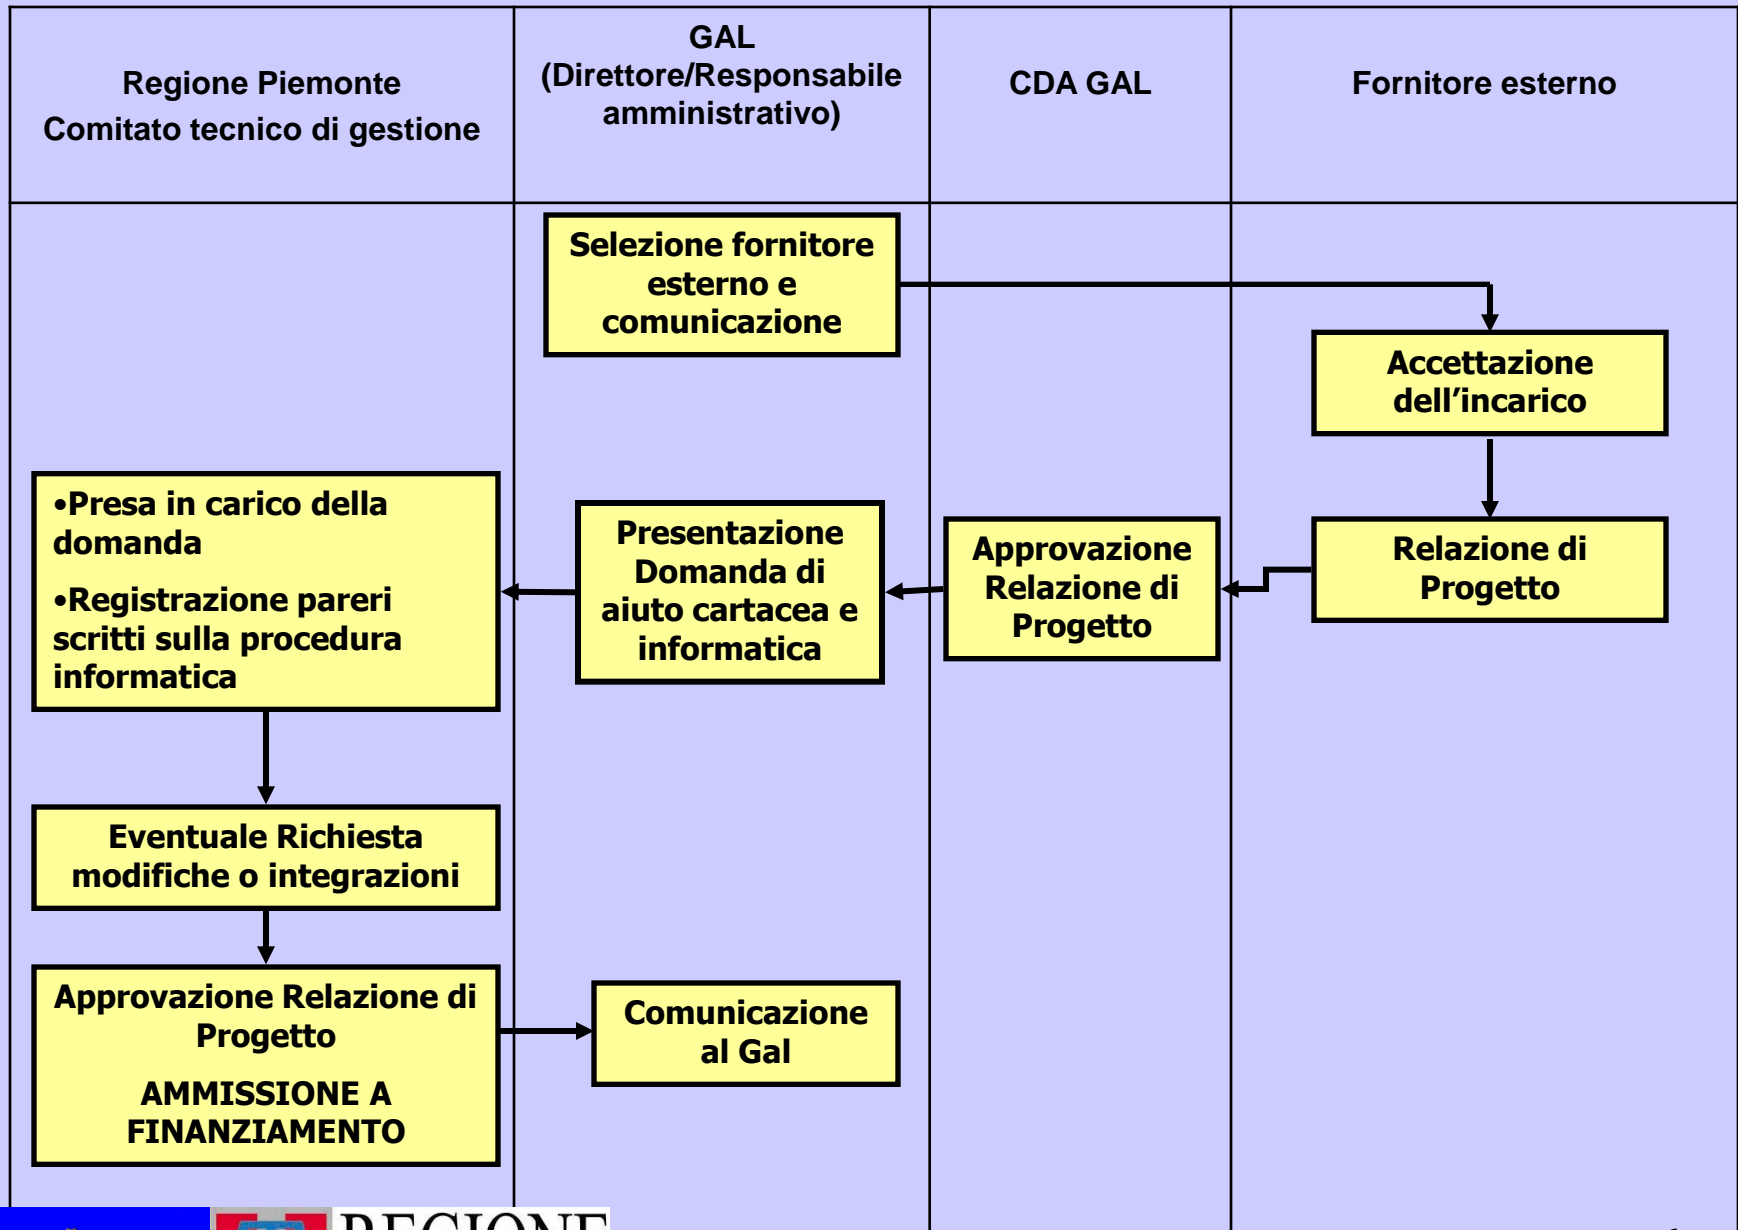 Regione Piemonte
Comitato tecnico di gestione
GAL
(Direttore/Responsabile
amministrativo)
CDA GAL
Fornitore esterno
Selezione fornitore
esterno e
comunicazione
Accettazione
dell’incarico
•Presa in carico della
domanda
•Registrazione pareri
scritti sulla procedura
informatica
Presentazione
Domanda di
aiuto cartacea e
informatica
Approvazione
Relazione di
Progetto
Relazione di
Progetto
Eventuale Richiesta
modifiche o integrazioni
Approvazione Relazione di
Progetto
AMMISSIONE A
FINANZIAMENTO
Comunicazione
al Gal
REGIONE